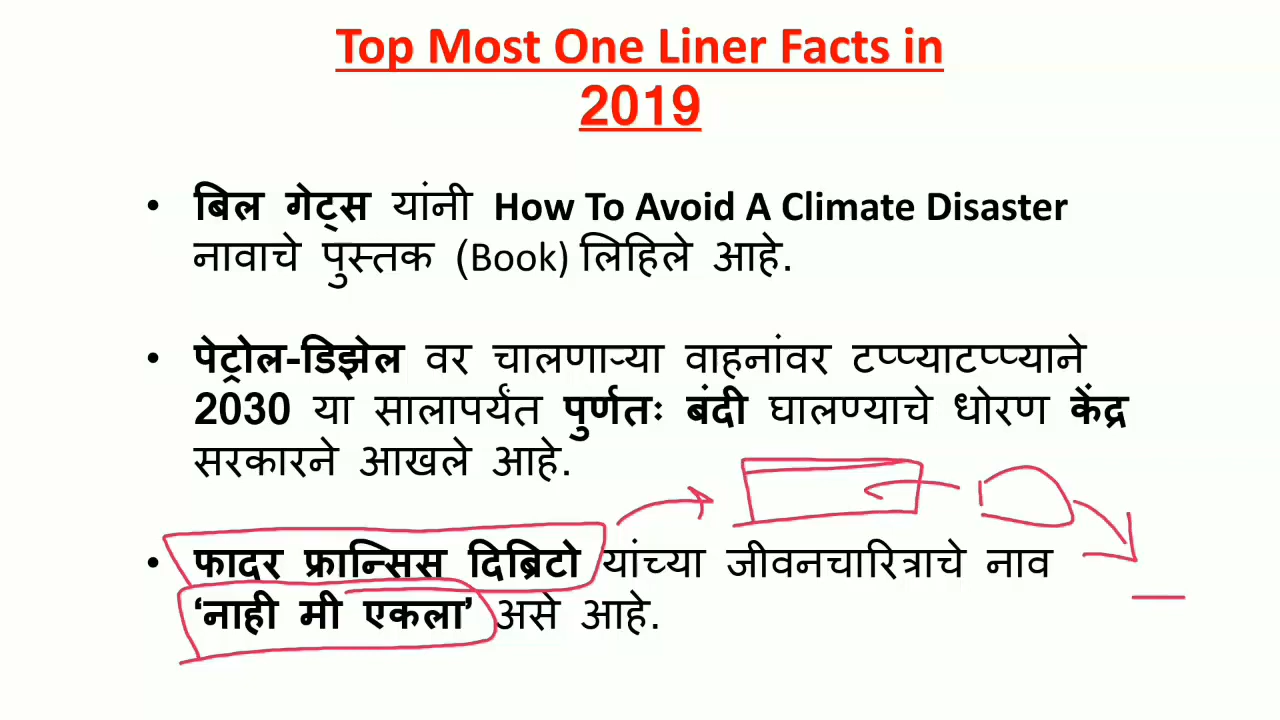 Top Most One Liner Facts in
2019
• बिल गेट्स यांनी How To Avoid A Climate Disaster
नावाचे पुस्तक (Book) लिहिले आहे.
• पेट्रोल-डिझेल वर चालणाऱ्या वाहनांवर टप्प्याटप्प्याने
2030 या सालापर्यंत पुर्णतः बंदी घालण्याचे धोरण केंद्र
सरकारने आखले आहे.
• फादर फ्रान्सिस दिब्रिटो यांच्या जीवनचारित्राचे नाव
‘नाही मी एकला’ असे आहे.